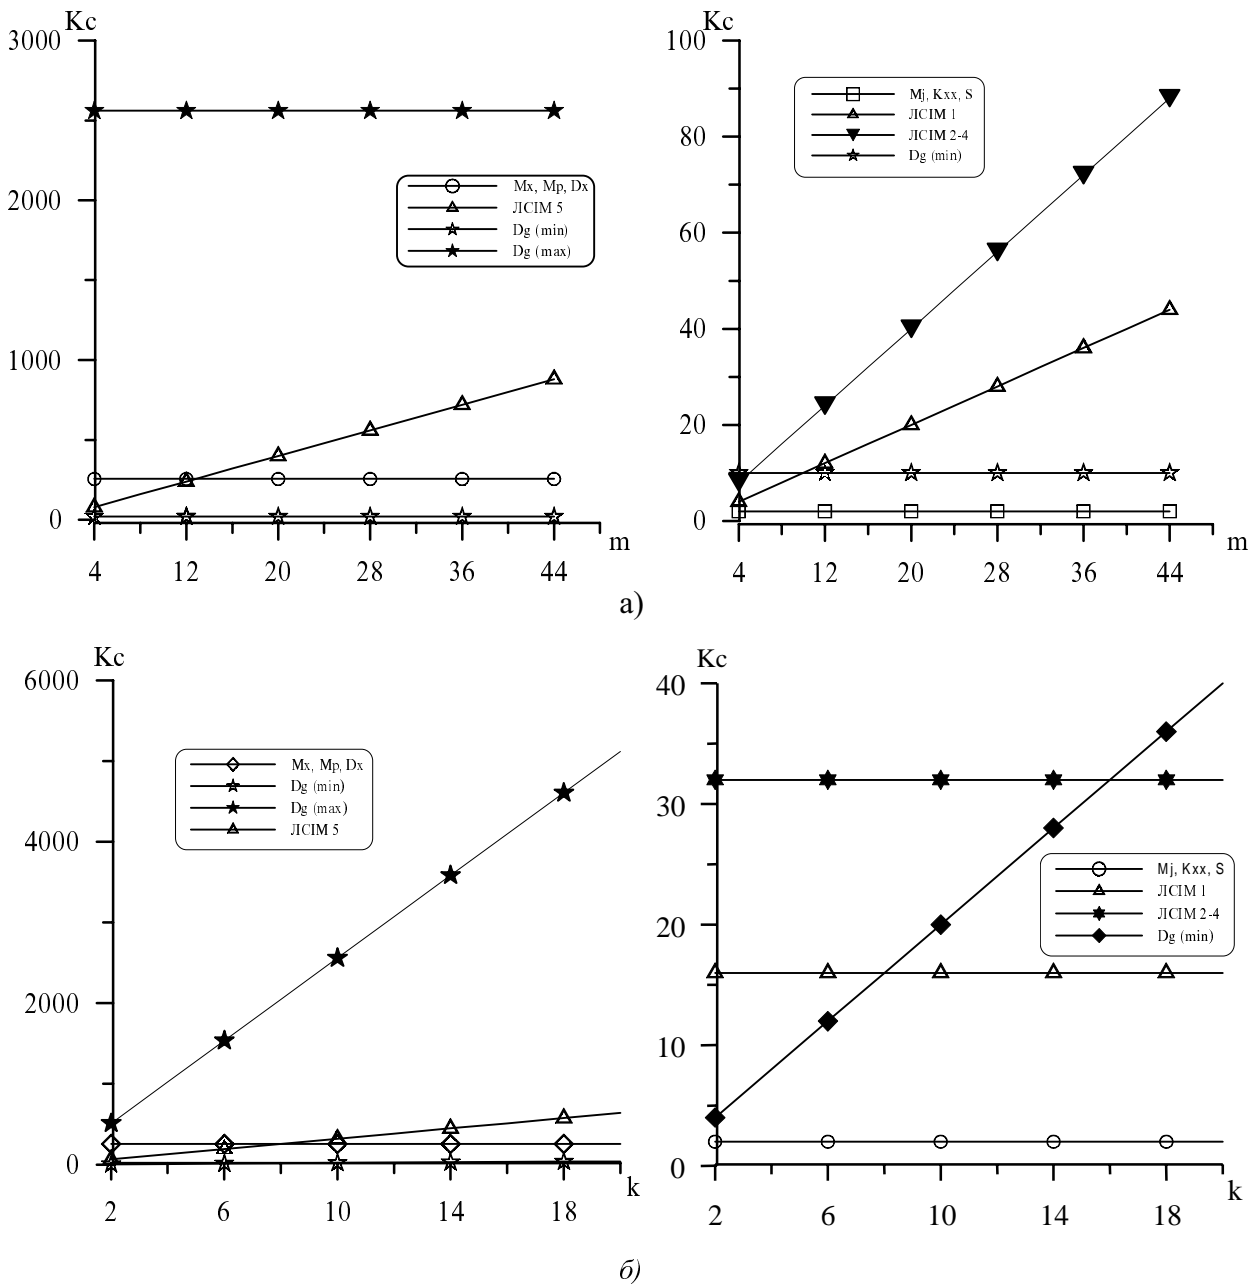 Kc
3000
2000
1000
0
Mx, Mp, Dx
ЛСІМ 5
Dg (min)
Dg (max)
4 12 20 28 36 44
m
Kc
100
80
60
40
20
0
Mj, Kxx, S
ЛСІМ 1
ЛСІМ 2-4
Dg (min)
4 12 20 28 36 44
m
а)
Kc
6000
4000
2000
0
Mx, Mp, Dx
Dg (min)
Dg (max)
ЛСІМ 5
2 6 10 14 18
k
Kc
40
30
20
10
0
Mj, Kxx, S
ЛСІМ 1
ЛСІМ 2-4
Dg (min)
2 6 10 14 18
k
б)